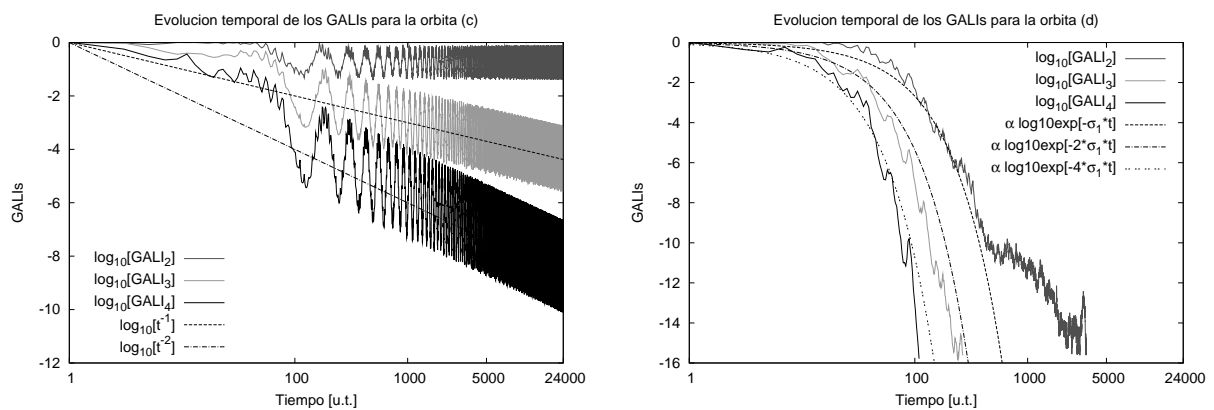 Evolucion temporal de los GALIs para la orbita (c)
0
-2
-4
-6
-8
-10
-12
GALIs
log₁₀[GALI₂]
log₁₀[GALI₃]
log₁₀[GALI₄]
log₁₀[t⁻¹]
log₁₀[t⁻²]
1 100 1000 5000 24000
Tiempo [u.t.]
Evolucion temporal de los GALIs para la orbita (d)
0
-2
-4
-6
-8
-10
-12
-14
-16
GALIs
log₁₀[GALI₂]
log₁₀[GALI₃]
log₁₀[GALI₄]
α log10exp[-σ₁*t]
α log10exp[-2*σ₁*t]
α log10exp[-4*σ₁*t]
1 100 1000 5000 24000
Tiempo [u.t.]